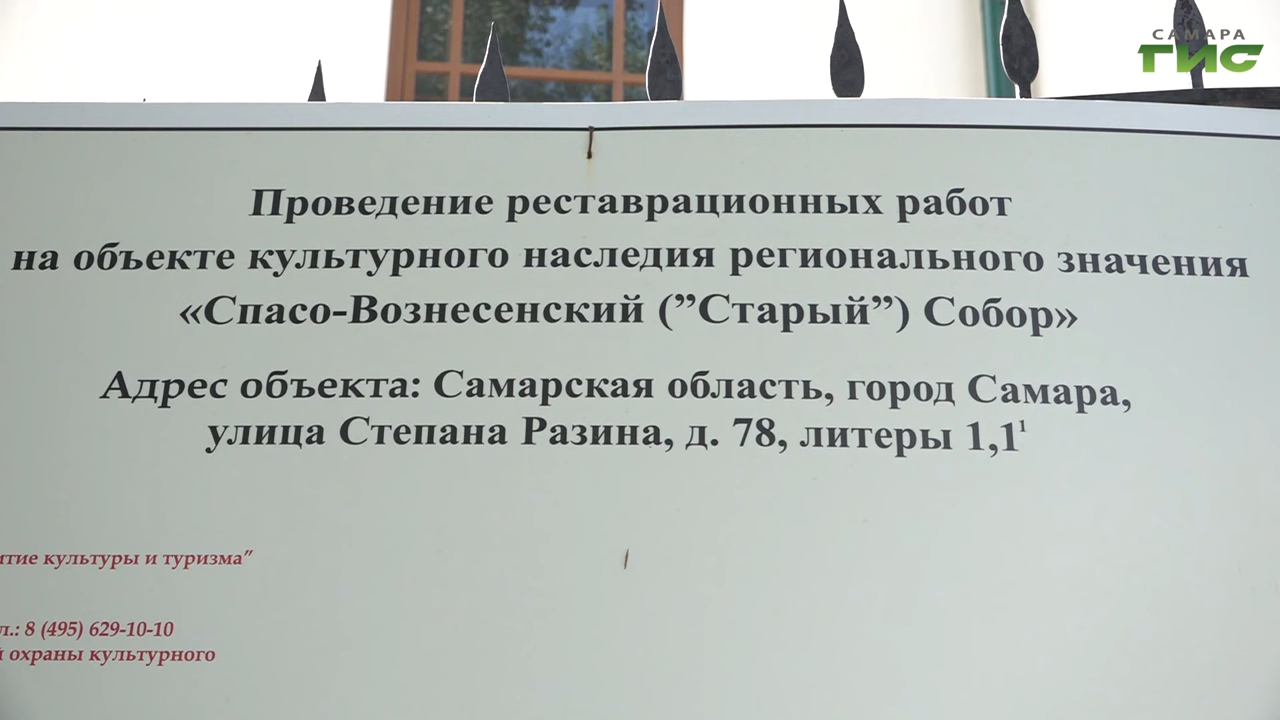 САМАРА
ГИС
Проведение реставрационных работ
на объекте культурного наследия регионального значения
«Спасо-Вознесенский (”Старый”) Собор»
Адрес объекта: Самарская область, город Самара,
улица Степана Разина, д. 78, литеры 1,1¹
культуры и туризма”
8 (495) 629-10-10
охраны культурного